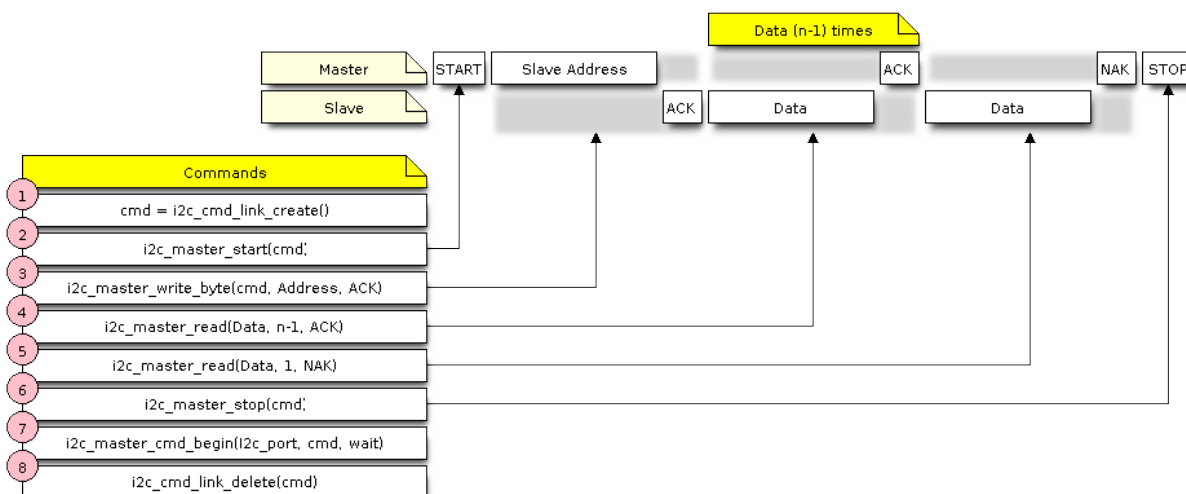 Data (n-1) times
Master START Slave Address ACK NAK STOP
Slave ACK Data Data
Commands
1
cmd = i2c_cmd_link_create()
2
i2c_master_start(cmd)
3
i2c_master_write_byte(cmd, Address, ACK)
4
i2c_master_read(Data, n-1, ACK)
5
i2c_master_read(Data, 1, NAK)
6
i2c_master_stop(cmd)
7
i2c_master_cmd_begin(I2c_port, cmd, wait)
8
i2c_cmd_link_delete(cmd)